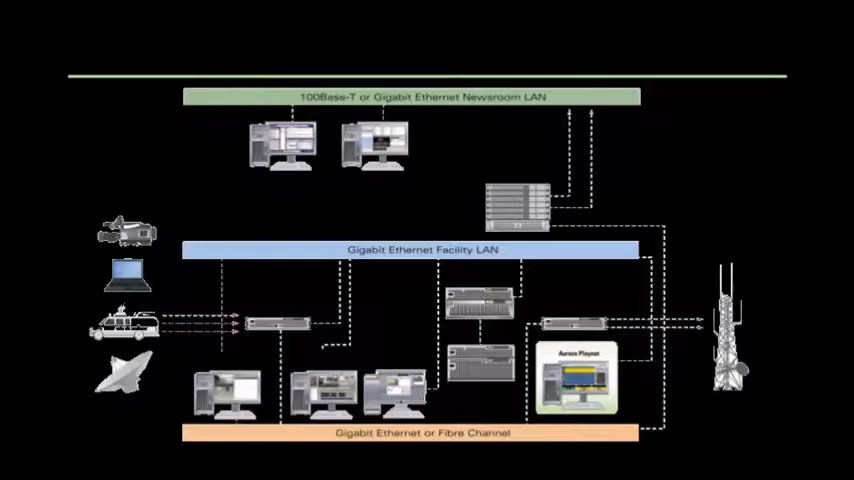 100Base-T or Gigabit Ethernet Newsroom LAN
Gigabit Ethernet Facility LAN
Aurora Playout
Gigabit Ethernet or Fibre Channel